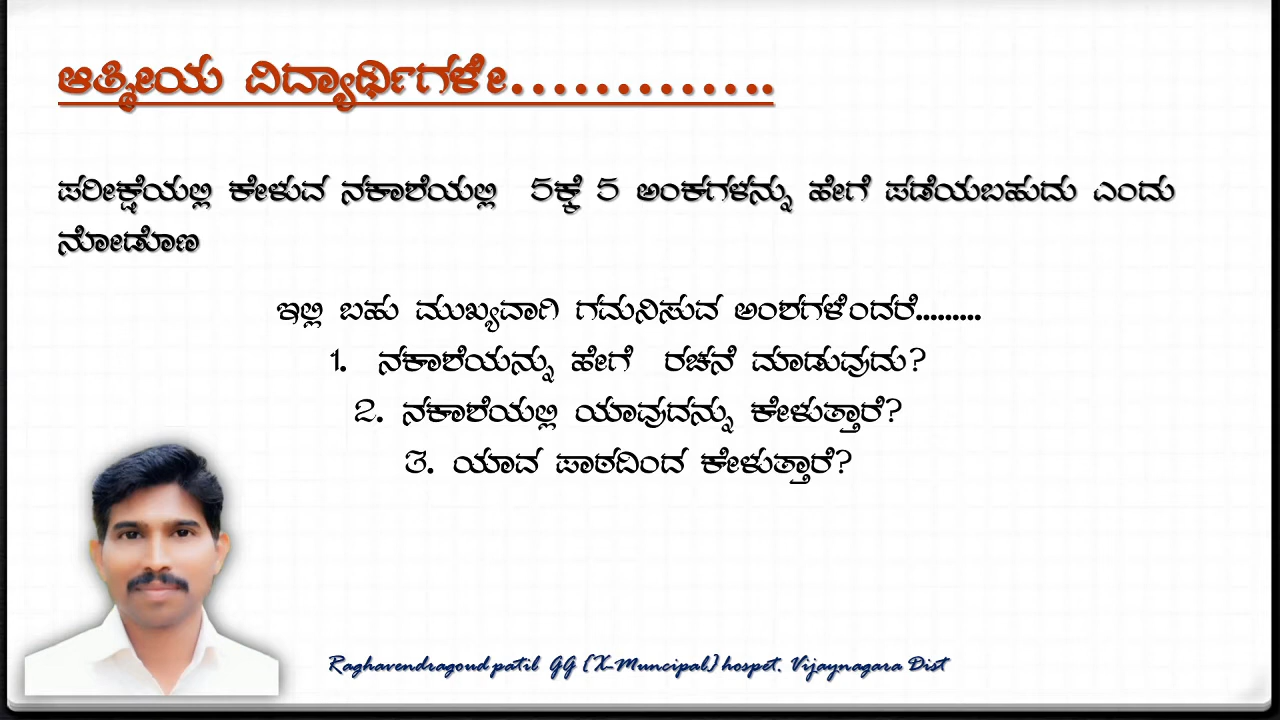 ಆತ್ಮೀಯ ವಿದ್ಯಾರ್ಥಿಗಳೇ.............
ಪರೀಕ್ಷೆಯಲ್ಲಿ ಕೇಳುವ ನಕಾಶೆಯಲ್ಲಿ 5ಕ್ಕೆ 5 ಅಂಕಗಳನ್ನು ಹೇಗೆ ಪಡೆಯಬಹುದು ಎಂದು
ನೋಡೊಣ
ಇಲ್ಲಿ ಬಹು ಮುಖ್ಯವಾಗಿ ಗಮನಿಸುವ ಅಂಶಗಳೆಂದರೆ.........
1. ನಕಾಶೆಯನ್ನು ಹೇಗೆ ರಚನೆ ಮಾಡುವುದು?
2. ನಕಾಶೆಯಲ್ಲಿ ಯಾವುದನ್ನು ಕೇಳುತ್ತಾರೆ?
3. ಯಾವ ಪಾಠದಿಂದ ಕೇಳುತ್ತಾರೆ?
Raghavendragoud patil GG (X-Muncipal) hospet. Vijaynagara Dist